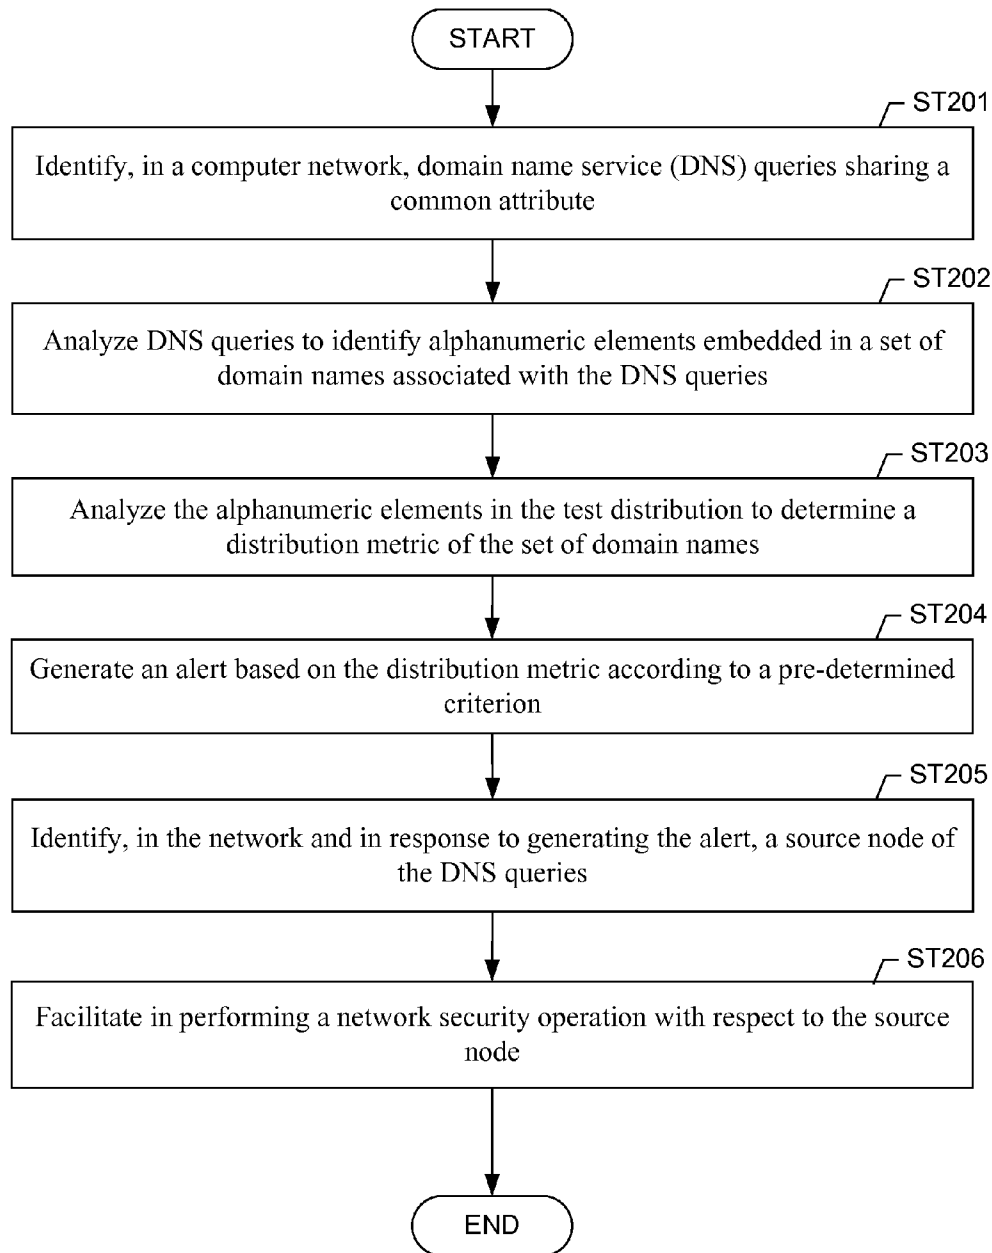 START
ST201
Identify, in a computer network, domain name service (DNS) queries sharing a
common attribute
ST202
Analyze DNS queries to identify alphanumeric elements embedded in a set of
domain names associated with the DNS queries
ST203
Analyze the alphanumeric elements in the test distribution to determine a
distribution metric of the set of domain names
ST204
Generate an alert based on the distribution metric according to a pre-determined
criterion
ST205
Identify, in the network and in response to generating the alert, a source node of
the DNS queries
ST206
Facilitate in performing a network security operation with respect to the source
node
END